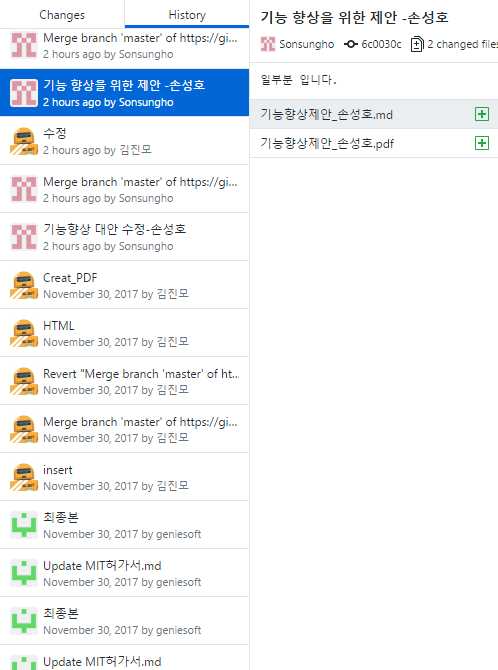 Changes
History
Merge branch 'master' of https://gi...
2 hours ago by Sonsungho
기능 향상을 위한 제안 -손성호
2 hours ago by Sonsungho
수정
2 hours ago by 김진모
Merge branch 'master' of https://gi...
2 hours ago by Sonsungho
기능향상 대안 수정-손성호
2 hours ago by Sonsungho
Creat_PDF
November 30, 2017 by 김진모
HTML
November 30, 2017 by 김진모
Revert "Merge branch 'master' of ht...
November 30, 2017 by 김진모
Merge branch 'master' of https://gi...
November 30, 2017 by 김진모
insert
November 30, 2017 by 김진모
최종본
November 30, 2017 by geniesoft
Update MIT허가서.md
November 30, 2017 by geniesoft
최종본
November 30, 2017 by geniesoft
Update MIT허가서.md
기능 향상을 위한 제안 -손성호
Sonsungho
6c0030c
2 changed files
일부분 입니다.
기능향상제안_손성호.md
기능향상제안_손성호.pdf